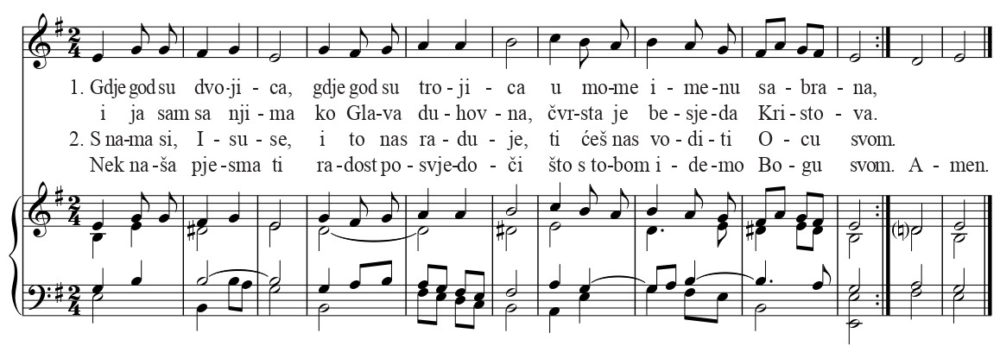 1. Gdje god su dvo-ji - ca, gdje god su tro - ji - ca u mo-me i - me-nu sa - bra - na,
i ja sam sa nji - ma ko Gla-va du - hov - na, čvr-sta je be - sje-da Kri - sto - va.
2. S na-ma si, I - su - se, i to nas ra - du - je, ti ćeš nas vo - di - ti O - cu svom.
Nek na-ša pje-sma ti ra-dost po - svje-do - či što s to-bom i - de-mo Bo - gu svom. A - men.